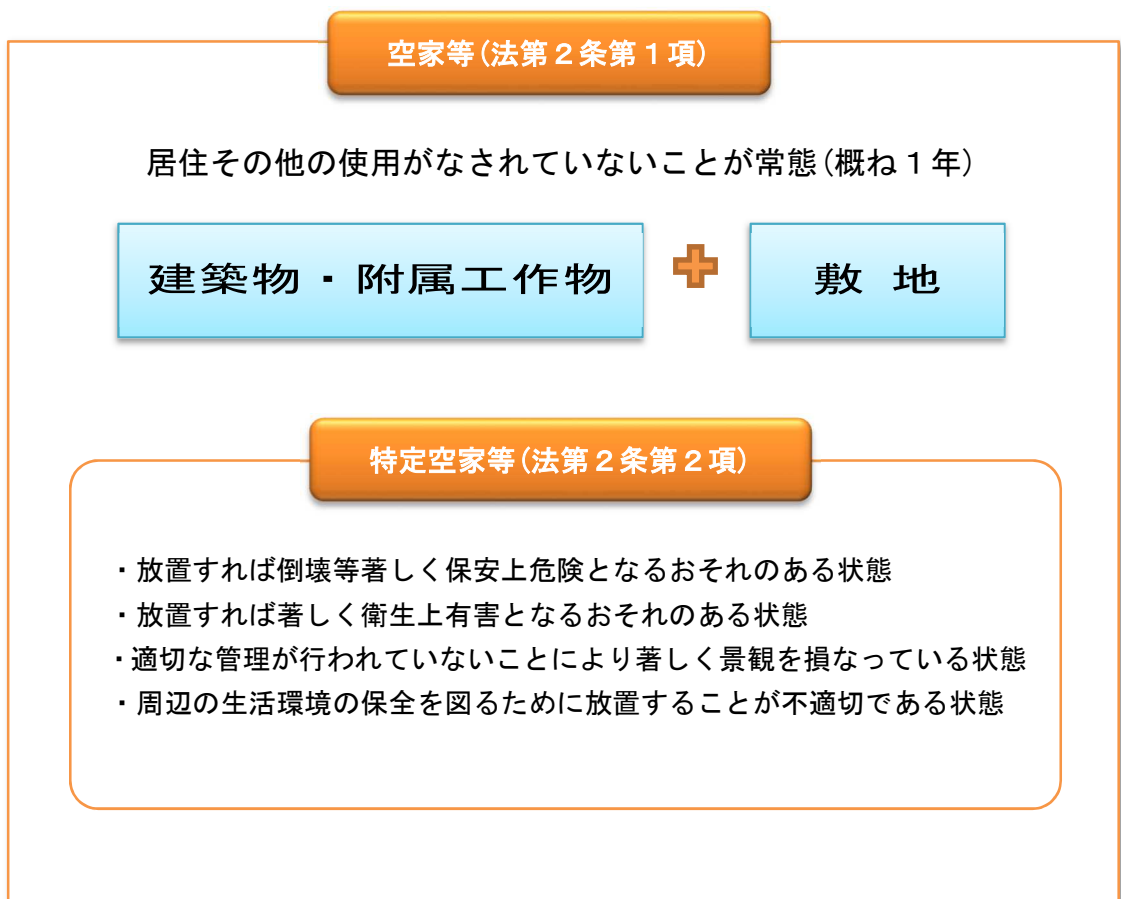 空家等(法第２条第１項)
居住その他の使用がなされていないことが常態(概ね１年)
建築物・附属工作物
敷 地
特定空家等(法第２条第２項)
・放置すれば倒壊等著しく保安上危険となるおそれのある状態
・放置すれば著しく衛生上有害となるおそれのある状態
・適切な管理が行われていないことにより著しく景観を損なっている状態
・周辺の生活環境の保全を図るために放置することが不適切である状態